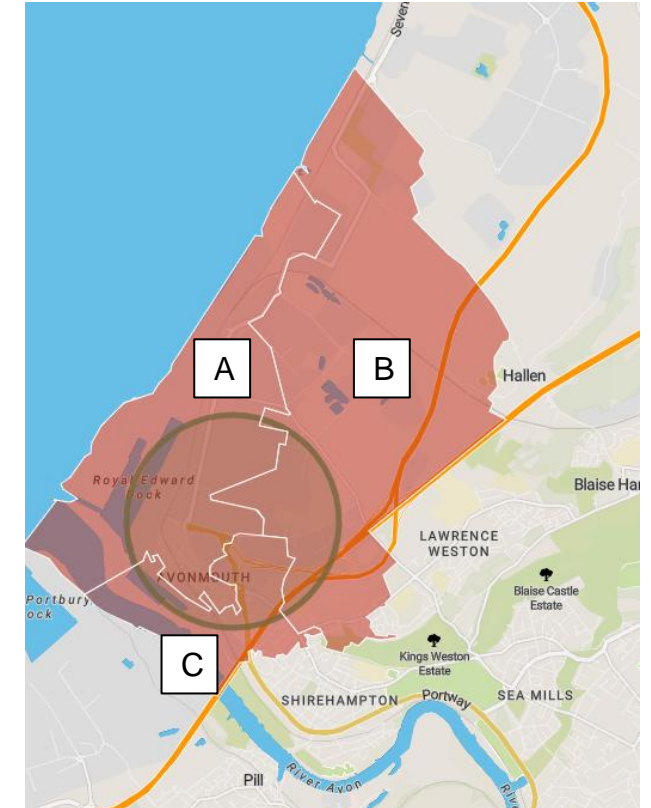 Sever
A
B
Hallen
Royal Edward
Dock
Blaise Ha
LAWRENCE
WESTON
AVONMOUTH
Blaise Castle
Estate
Portbury
ock
C
Kings Weston
Estate
SHIREHAMPTON
Portway
SEA MILLS
Pill
River Avon